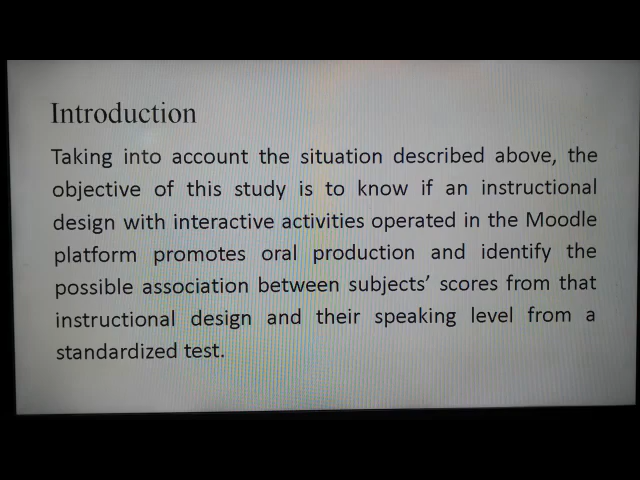 Introduction
Taking into account the situation described above, the
objective of this study is to know if an instructional
design with interactive activities operated in the Moodle
platform promotes oral production and identify the
possible association between subjects' scores from that
instructional design and their speaking level from a
standardized test.